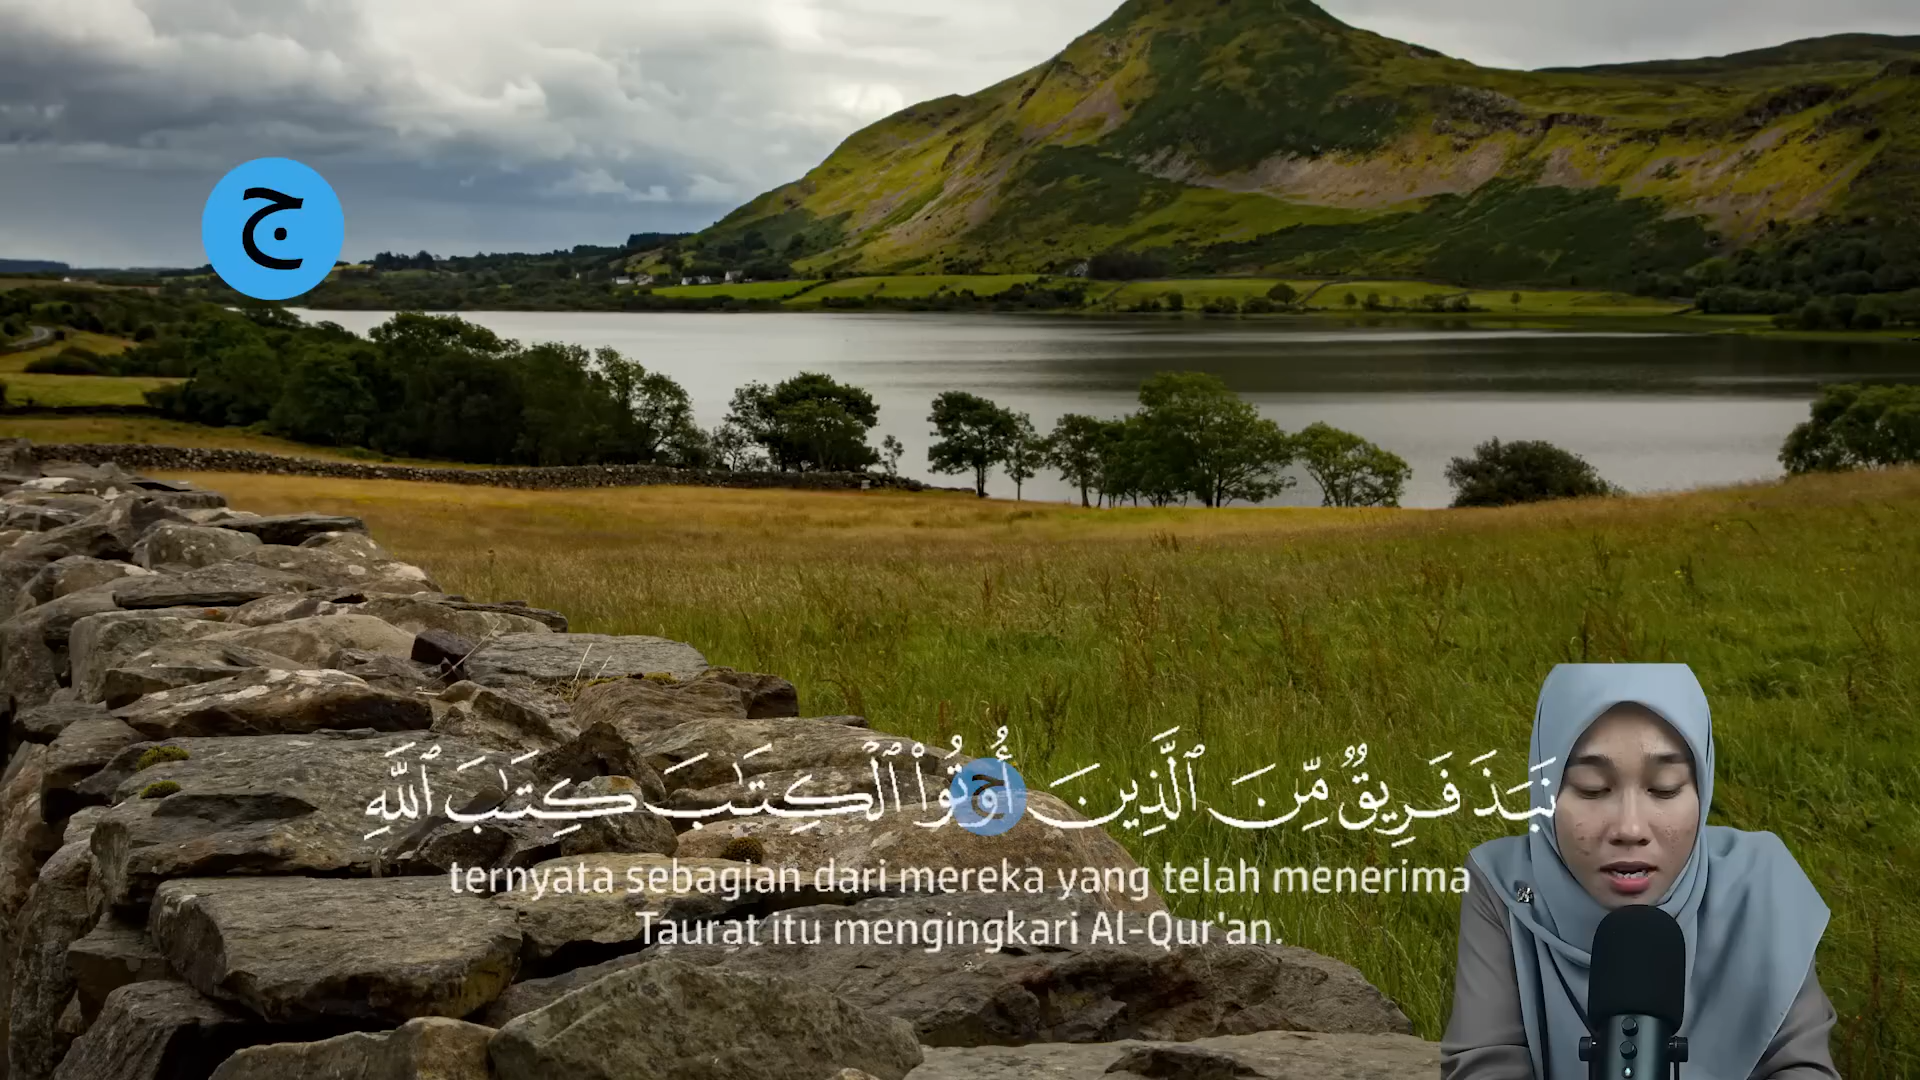 ج
نَبَذَ فَرِيقٌ مِّنَ ٱلَّذِينَ أُوتُوا۟ ٱلْكِتَٰبَ كِتَٰبَ ٱللَّهِ
ج
ternyata sebagian dari mereka yang telah menerima
Taurat itu mengingkari Al-Qur'an.